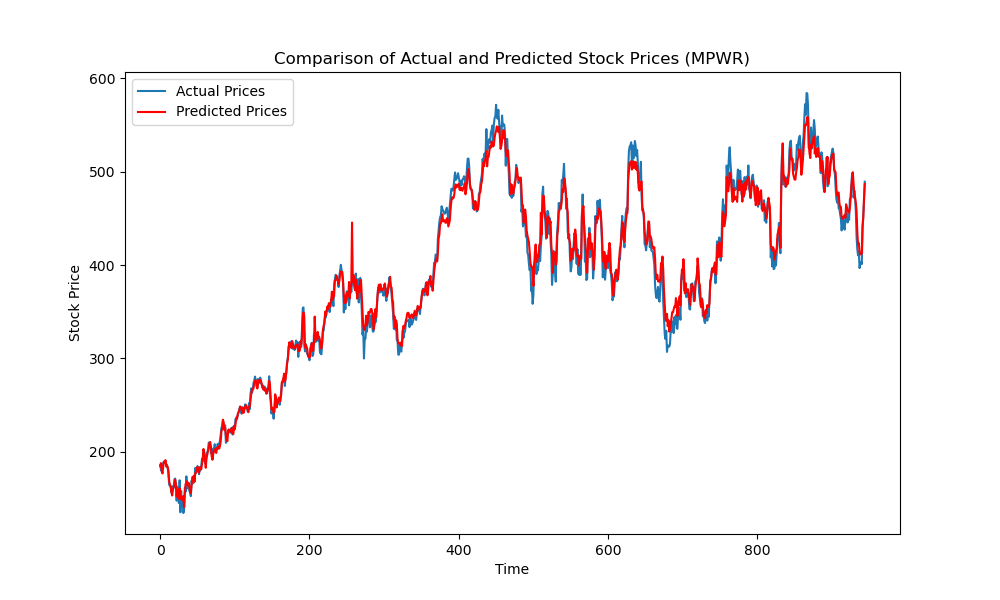 Comparison of Actual and Predicted Stock Prices (MPWR)
Actual Prices
Predicted Prices
600
500
400
300
200
Stock Price
0 200 400 600 800
Time